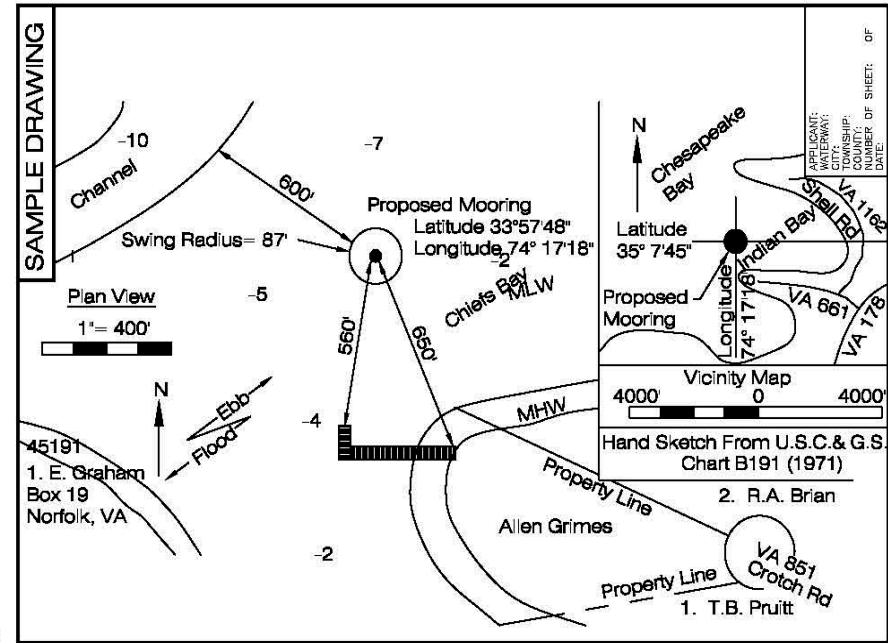 SAMPLE DRAWING
-10
Channel
-7
600'
Proposed Mooring
Latitude 33°57'48"
Longitude 74° 17'18"
Swing Radius= 87'
-2
Chiefs Bay
MLW
Plan View
1"= 400'
-5
560'
650'
N
Ebb
Flood
-4
MHW
45191
1. E. Graham
Box 19
Norfolk, VA
Property Line
Allen Grimes
-2
Property Line
1. T.B. Pruitt
2. R.A. Brian
VA 851
Crotch Rd
N
Chesapeake
Bay
APPLICANT:
WATERWAY:
CITY:
TOWNSHIP:
COUNTY:
NUMBER OF SHEET: OF
DATE:
VA 1162
Shell Rd
Indian Bay
Latitude
35° 7'45"
Proposed
Mooring
Longitude
74° 17'18"
VA 661
VA 178
Vicinity Map
4000' 0 4000'
Hand Sketch From U.S.C.& G.S.
Chart B191 (1971)